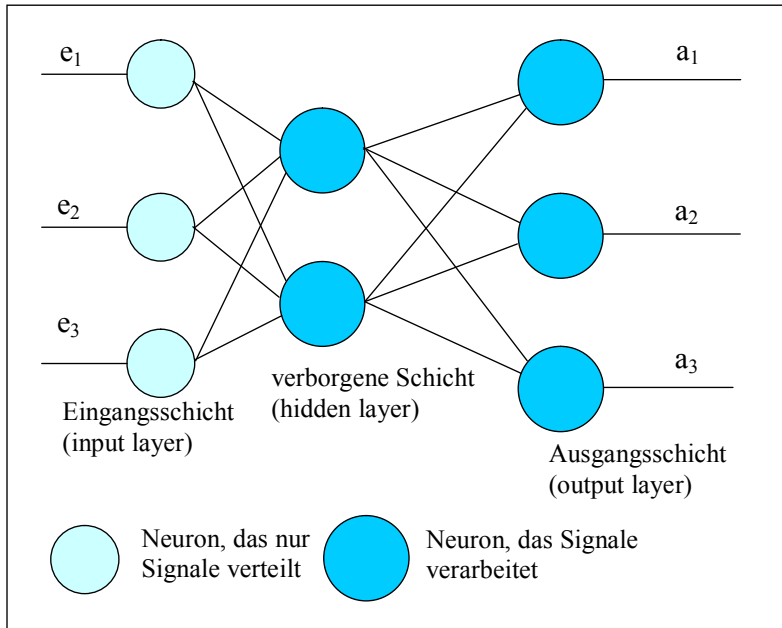 e₁
a₁
e₂
a₂
e₃
a₃
Eingangsschicht
(input layer)
verborgene Schicht
(hidden layer)
Ausgangsschicht
(output layer)
Neuron, das nur
Signale verteilt
Neuron, das Signale
verarbeitet